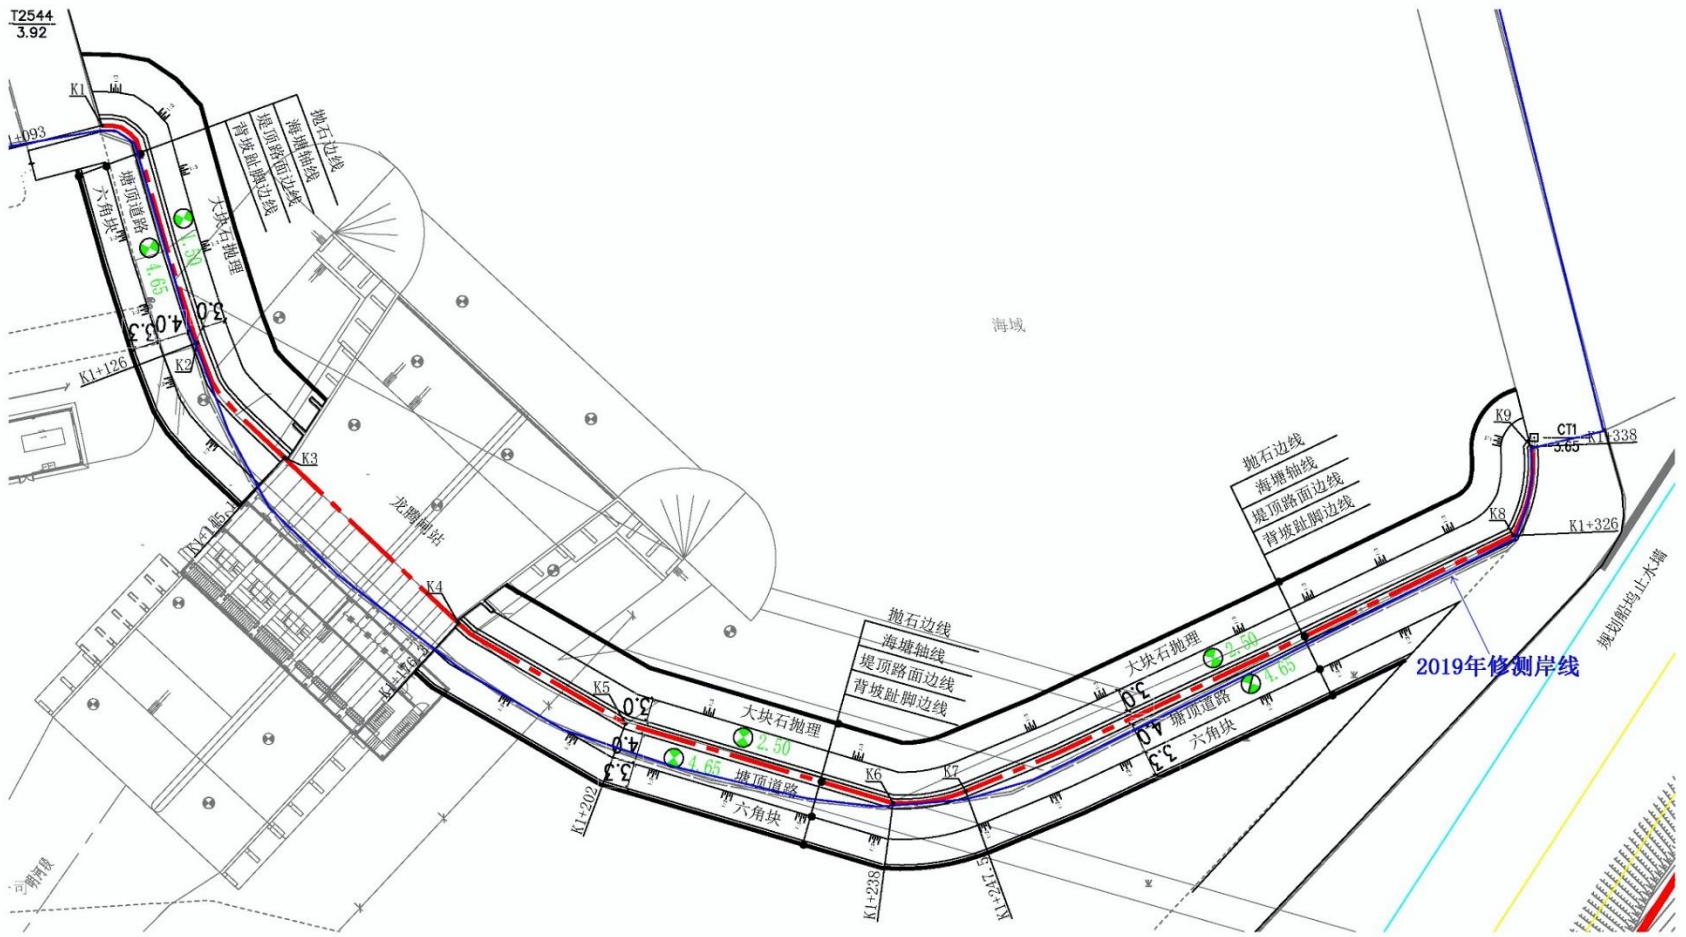 T2544
3.92
K1
1+093
抛石边线
海塘轴线
堤顶路面边线
背坡趾脚边线
塘顶道路
六角块
大块石抛理
4.65
3.0
4.0
3.3
K1+126
K2
K3
龙腾闸站
K4
海域
K5
3.0
4.0
3.3
K1+202
大块石抛理
2.50
4.65
塘顶道路
六角块
抛石边线
海塘轴线
堤顶路面边线
背坡趾脚边线
K6
K7
K1+238
K1+247.5
抛石边线
海塘轴线
堤顶路面边线
背坡趾脚边线
大块石抛理
2.50
4.65
3.0
4.0
3.3
塘顶道路
六角块
K8
K9
CT1
3.65
K1+338
K1+326
2019年修测岸线
规划船坞止水墙
明河段